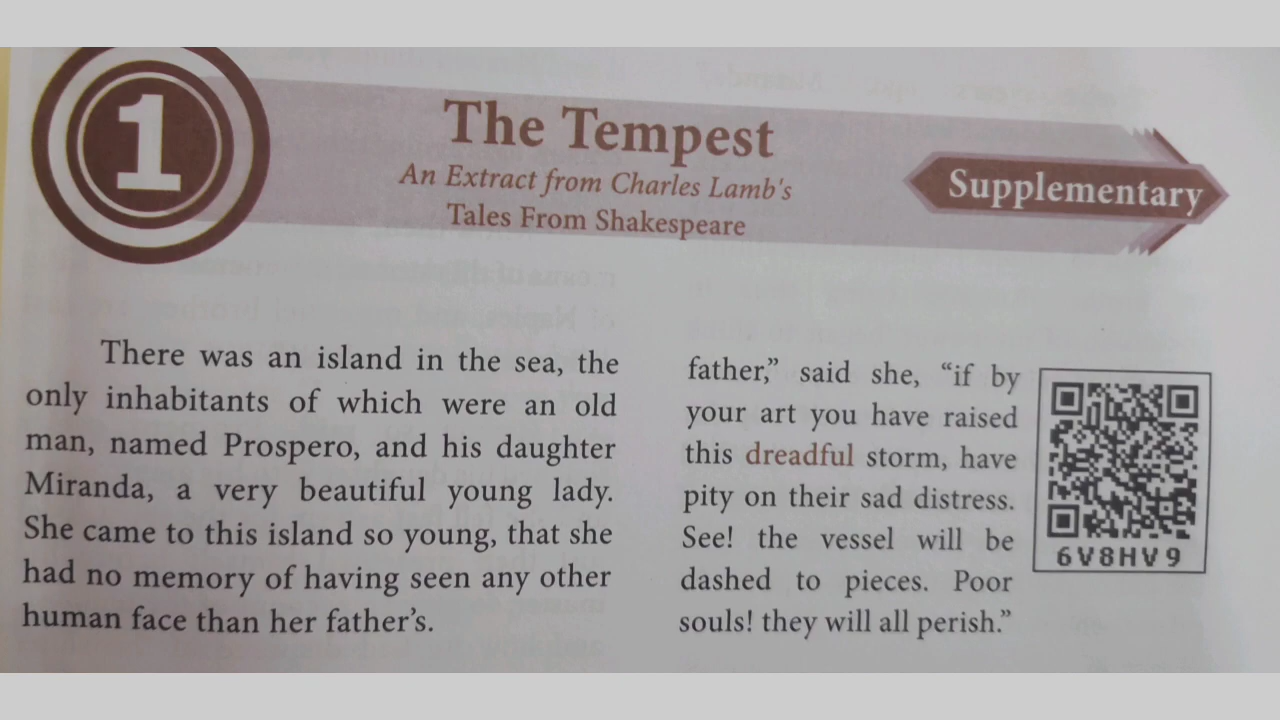 1
The Tempest
An Extract from Charles Lamb's
Tales From Shakespeare
Supplementary
There was an island in the sea, the
only inhabitants of which were an old
man, named Prospero, and his daughter
Miranda, a very beautiful young lady.
She came to this island so young, that she
had no memory of having seen any other
human face than her father’s.
father,” said she, “if by
your art you have raised
this dreadful storm, have
pity on their sad distress.
See! the vessel will be
dashed to pieces. Poor
souls! they will all perish.”
6V8HV9